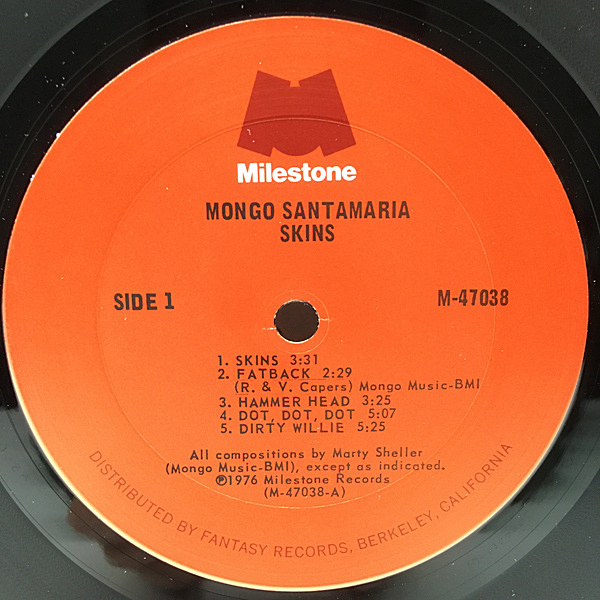 Milestone
MONGO SANTAMARIA
SKINS
SIDE 1
M-47038
1. SKINS 3:31
2. FATBACK 2:29
(R. & V. Capers) Mongo Music-BMI
3. HAMMER HEAD 3:25
4. DOT, DOT, DOT 5:07
5. DIRTY WILLIE 5:25
All compositions by Marty Sheller
(Mongo Music-BMI), except as indicated.
℗1976 Milestone Records
(M-47038-A)
DISTRIBUTED BY FANTASY RECORDS, BERKELEY, CALIFORNIA